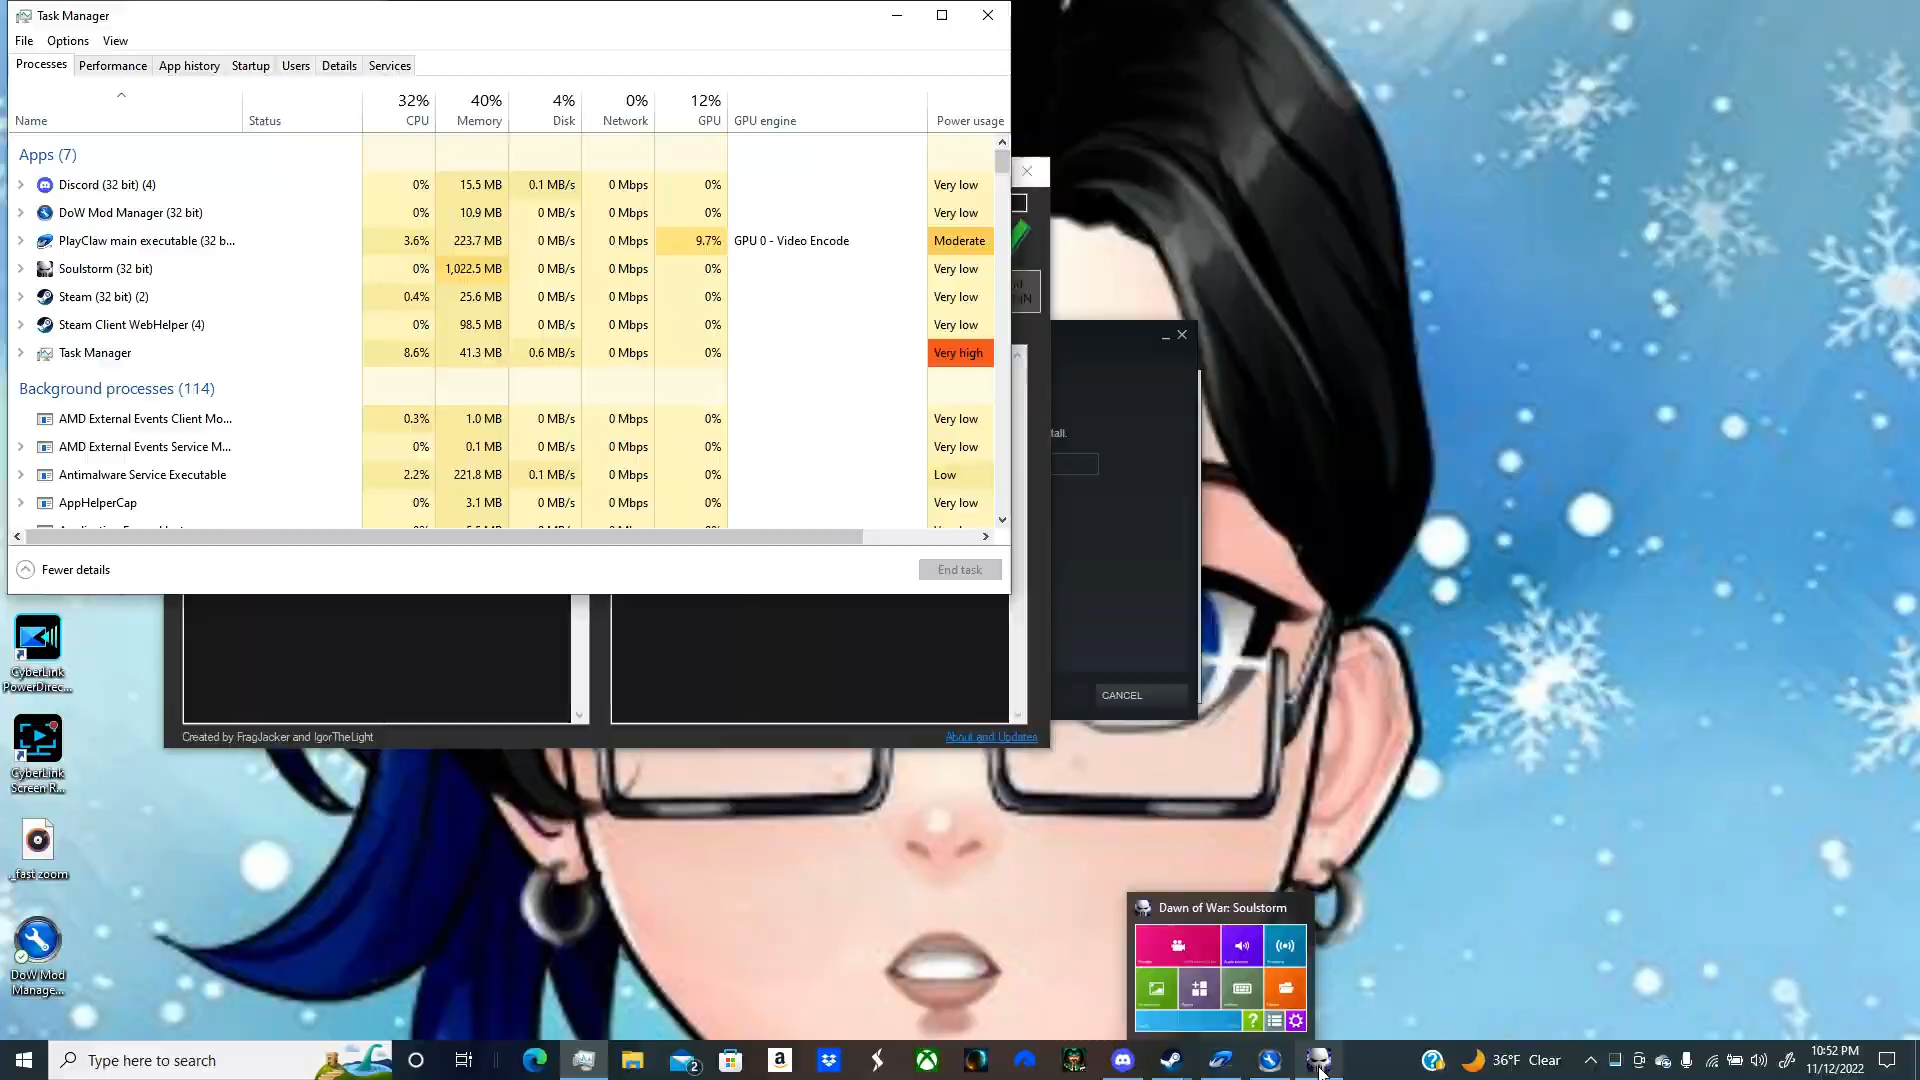 Task Manager
File Options View
Processes Performance App history Startup Users Details Services
32% 40% 4% 0% 12%
Name Status CPU Memory Disk Network GPU GPU engine Power usage
Apps (7)
Discord (32 bit) (4) 0% 15.5 MB 0.1 MB/s 0 Mbps 0% Very low
DoW Mod Manager (32 bit) 0% 10.9 MB 0 MB/s 0 Mbps 0% Very low
PlayClaw main executable (32 b... 3.6% 223.7 MB 0 MB/s 0 Mbps 9.7% GPU 0 - Video Encode Moderate
Soulstorm (32 bit) 0% 1,022.5 MB 0 MB/s 0 Mbps 0% Very low
Steam (32 bit) (2) 0.4% 25.6 MB 0 MB/s 0 Mbps 0% Very low
Steam Client WebHelper (4) 0% 98.5 MB 0 MB/s 0 Mbps 0% Very low
Task Manager 8.6% 41.3 MB 0.6 MB/s 0 Mbps 0% Very high
Background processes (114)
AMD External Events Client Mo... 0.3% 1.0 MB 0 MB/s 0 Mbps 0% Very low
AMD External Events Service M... 0% 0.1 MB 0 MB/s 0 Mbps 0% Very low
Antimalware Service Executable 2.2% 221.8 MB 0.1 MB/s 0 Mbps 0% Low
AppHelperCap 0% 3.1 MB 0 MB/s 0 Mbps 0% Very low
Fewer details End task
tall.
CANCEL
Created by FragJacker and IgorTheLight About and Updates
CyberLink
PowerDirec...
CyberLink
Screen R...
_fast zoom
DoW Mod
Manage...
Dawn of War: Soulstorm
Type here to search
2
36°F Clear
10:52 PM
11/12/2022